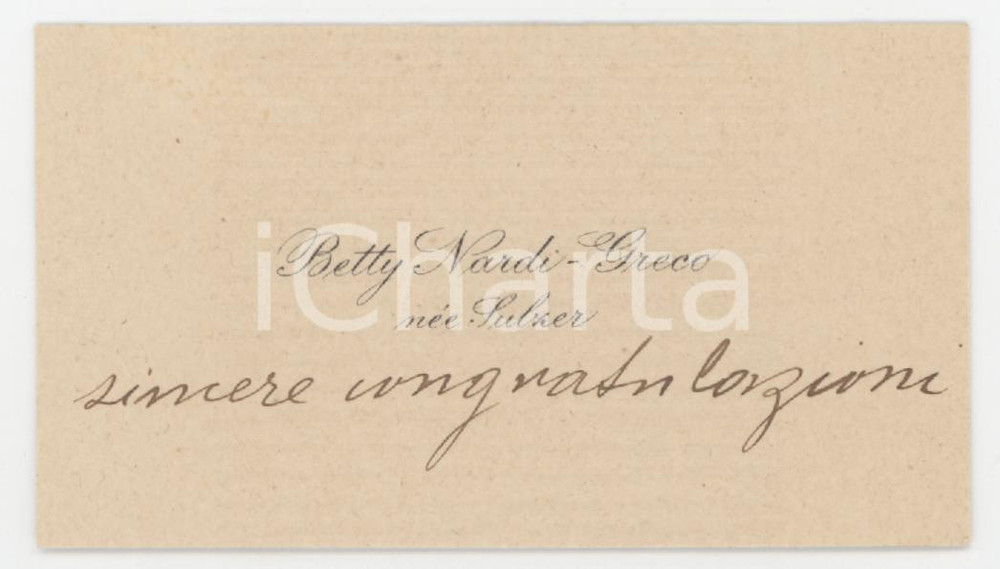 iCharta
Betty Nardi-Greco
née Sulzer
sincere congratulazioni